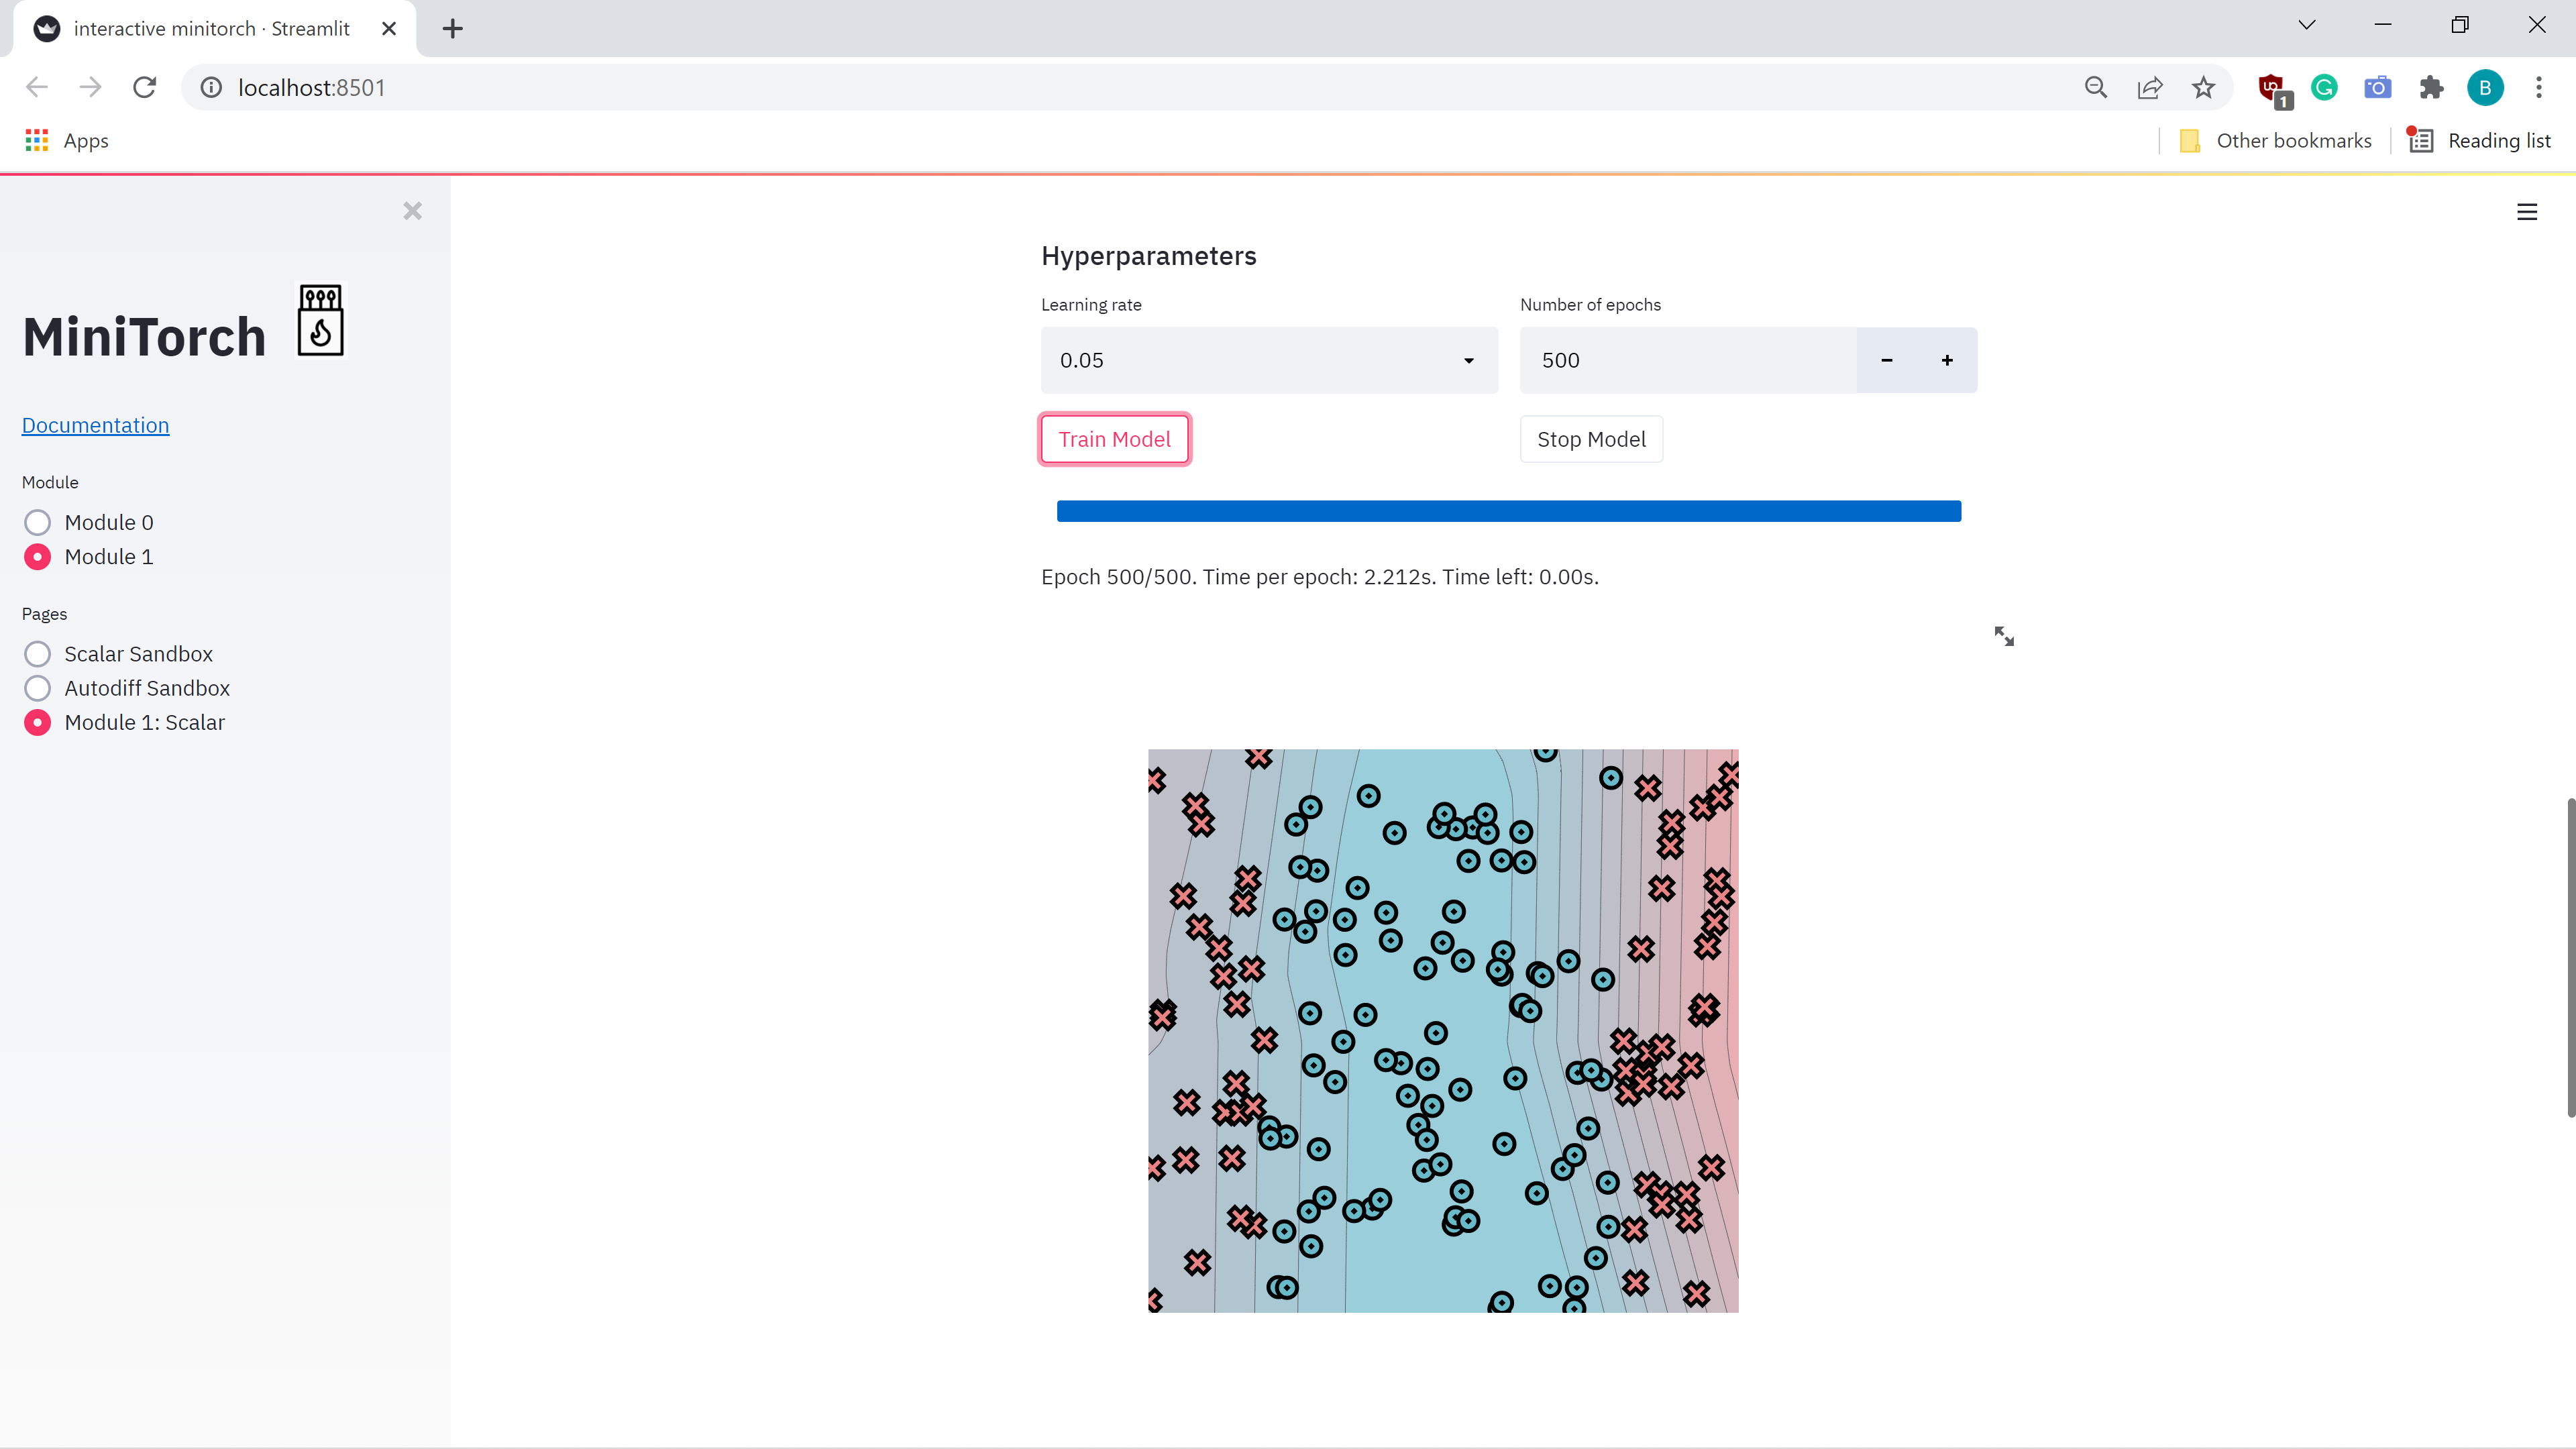 interactive minitorch · Streamlit
localhost:8501
1
B
Apps
Other bookmarks
Reading list
MiniTorch
Documentation
Module
Module 0
Module 1
Pages
Scalar Sandbox
Autodiff Sandbox
Module 1: Scalar
Hyperparameters
Learning rate
Number of epochs
0.05
500
Train Model
Stop Model
Epoch 500/500. Time per epoch: 2.212s. Time left: 0.00s.